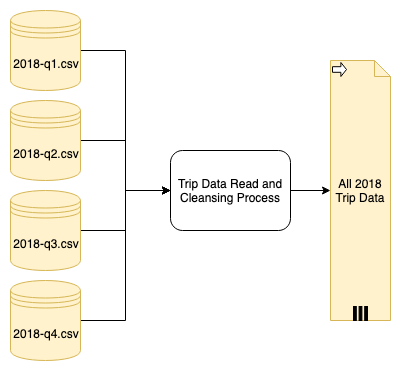 2018-q1.csv
2018-q2.csv
Trip Data Read and
Cleansing Process
All 2018
Trip Data
2018-q3.csv
2018-q4.csv